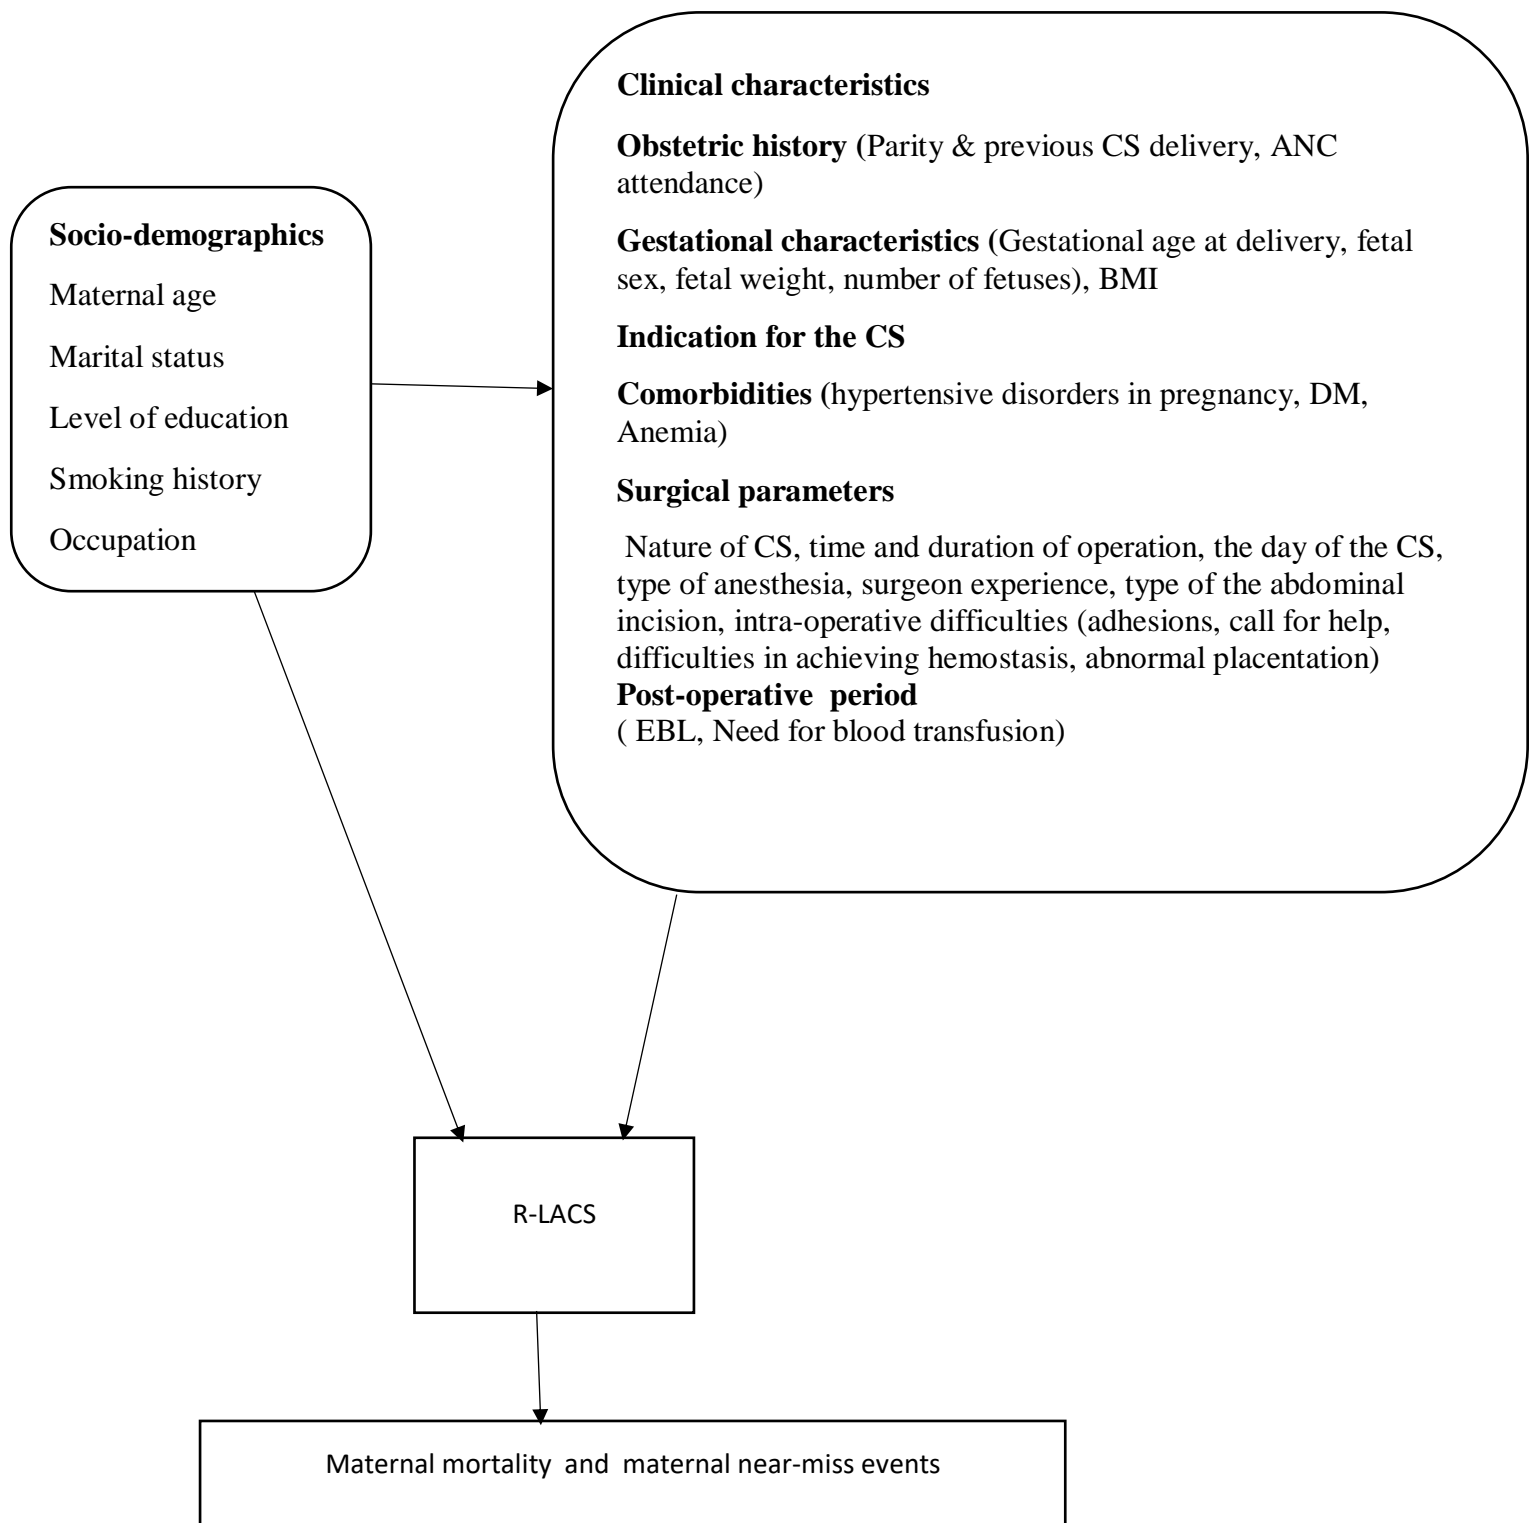 Clinical characteristics
Obstetric history (Parity & previous CS delivery, ANC
attendance)
Gestational characteristics (Gestational age at delivery, fetal
sex, fetal weight, number of fetuses), BMI
Indication for the CS
Comorbidities (hypertensive disorders in pregnancy, DM,
Anemia)
Surgical parameters
Nature of CS, time and duration of operation, the day of the CS,
type of anesthesia, surgeon experience, type of the abdominal
incision, intra-operative difficulties (adhesions, call for help,
difficulties in achieving hemostasis, abnormal placentation)
Post-operative  period
( EBL, Need for blood transfusion)
Socio-demographics
Maternal age
Marital status
Level of education
Smoking history
Occupation
R-LACS
Maternal mortality  and  maternal near-miss events